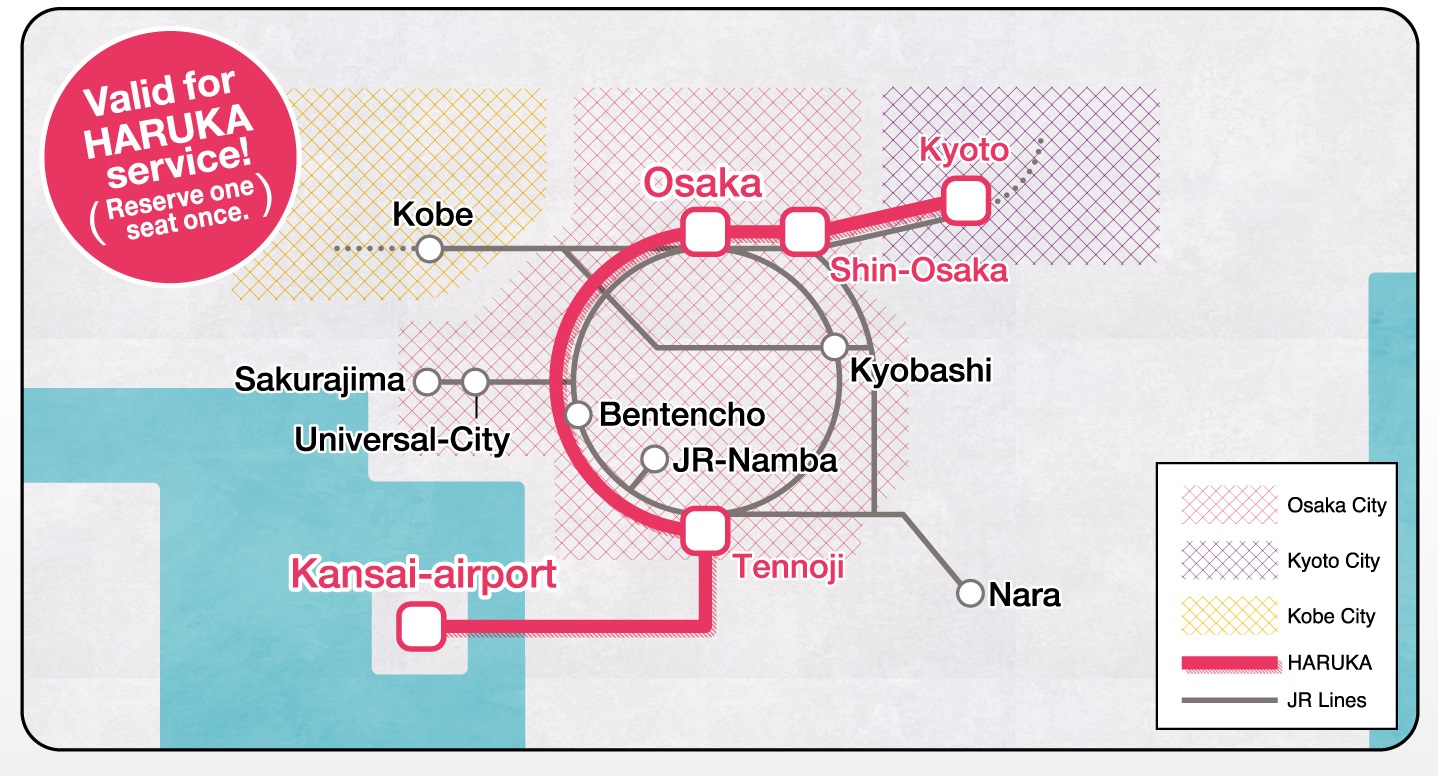 Valid for
HARUKA
service!
( Reserve one
seat once. )
Kyoto
Osaka
Kobe
Shin-Osaka
Kyobashi
Sakurajima
Bentencho
Universal-City
JR-Namba
Kansai-airport
Tennoji
Nara
Osaka City
Kyoto City
Kobe City
HARUKA
JR Lines